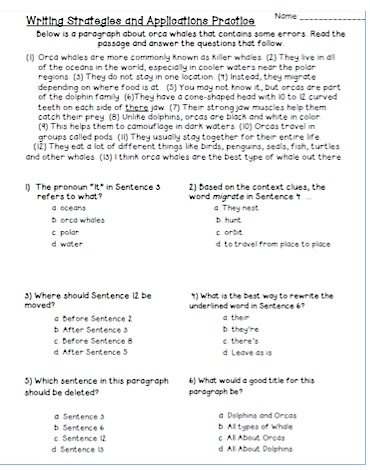 Writing Strategies and Applications Practice
Name
Below is a paragraph about orca whales that contains some errors. Read the
passage and answer the questions that follow.
(1) Orca whales are more commonly known as killer whales. (2) They live in all
of the oceans in the world, especially in cooler waters near the polar
regions. (3) They do not stay in one location. (4) Instead, they migrate
depending on where food is at. (5) You may not know it, but orcas are part
of the dolphin family. (6)They have a cone-shaped head with 10 to 12 curved
teeth on each side of there jaw. (7) Their strong jaw muscles help them
catch their prey. (8) Unlike dolphins, orcas are black and white in color.
(9) This helps them to camouflage in dark waters. (10) Orcas travel in
groups called pods. (11) They usually stay together for their entire life.
(12) They eat a lot of different things like birds, penguins, seals, fish, turtles
and other whales. (13) I think orca whales are the best type of whale out there.
1) The pronoun "it" in Sentence 3
refers to what?
a. oceans
b. orca whales
c. polar
d. water
2) Based on the context clues, the
word migrate in Sentence 4 ...
a. They nest
b. hunt
c. orbit
d. to travel from place to place
3) Where should Sentence 12 be
moved?
a. Before Sentence 2
b. After Sentence 3
c. Before Sentence 8
d. After Sentence 5
4) What is the best way to rewrite the
underlined word in Sentence 6?
a. their
b. they're
c. there's
d. Leave as is
5) Which sentence in this paragraph
should be deleted?
a. Sentence 3
b. Sentence 6
c. Sentence 12
d. Sentence 13
6) What would a good title for this
paragraph be?
a. Dolphins and Orcas
b. All types of Whale
c. All About Orcas
d. All About Dolphins